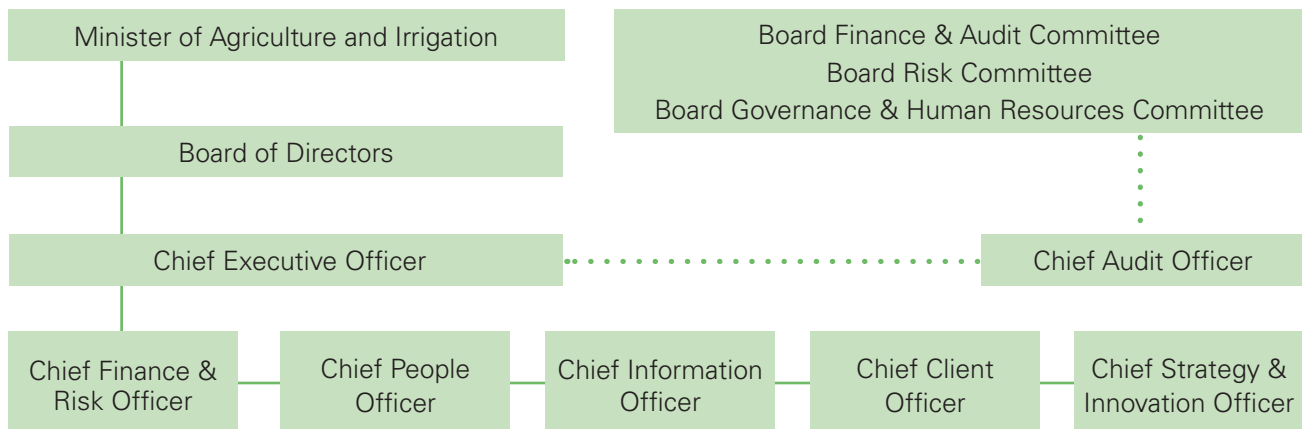 Minister of Agriculture and Irrigation
Board Finance & Audit Committee
Board Risk Committee
Board Governance & Human Resources Committee
Board of Directors
Chief Executive Officer
Chief Audit Officer
Chief Finance &
Risk Officer
Chief People
Officer
Chief Information
Officer
Chief Client
Officer
Chief Strategy &
Innovation Officer